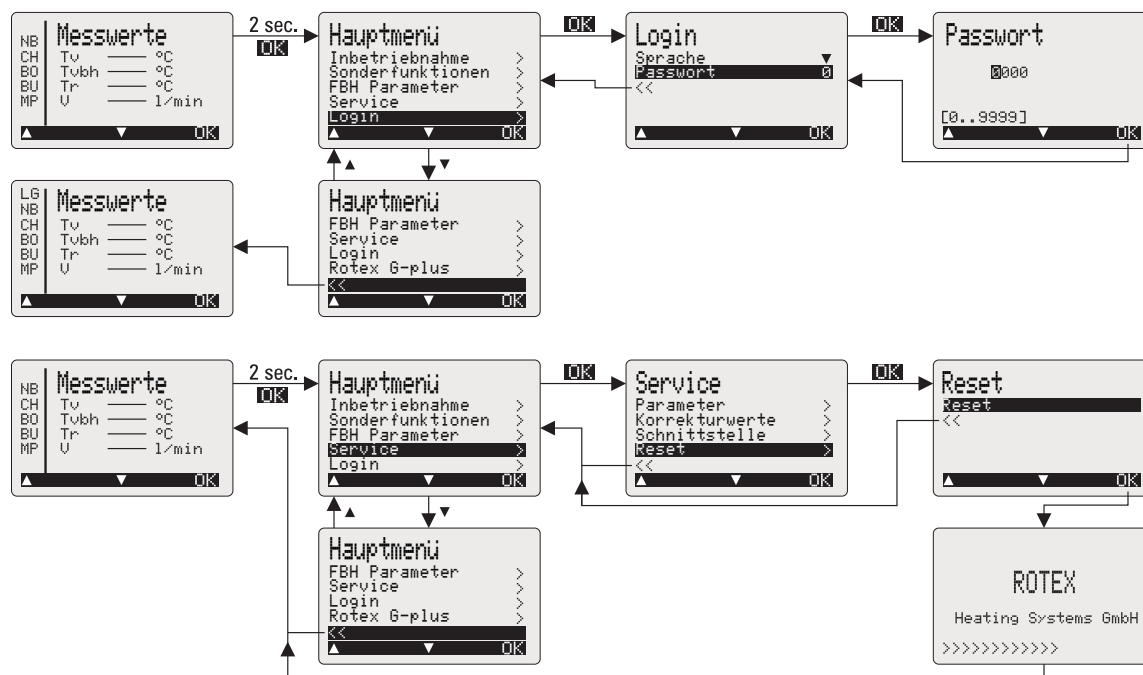 NB
CH
BO
BU
MP
Messwerte
Tv °C
Tvbh °C
Tr °C
V l/min
▲ ▼ OK
2 sec.
OK
Hauptmenü
Inbetriebnahme >
Sonderfunktionen >
FBH Parameter >
Service >
Login >
▲ ▼ OK
OK
Login
Sprache ▼
Passwort 0
<<
▲ ▼ OK
OK
Passwort
0000
[0..9999]
▲ ▼ OK
▲ ▼
LG
NB
CH
BO
BU
MP
Messwerte
Tv °C
Tvbh °C
Tr °C
V l/min
▲ ▼ OK
Hauptmenü
FBH Parameter >
Service >
Login >
Rotex G-plus >
<<
▲ ▼ OK
NB
CH
BO
BU
MP
Messwerte
Tv °C
Tvbh °C
Tr °C
V l/min
▲ ▼ OK
2 sec.
OK
Hauptmenü
Inbetriebnahme >
Sonderfunktionen >
FBH Parameter >
Service >
Login >
▲ ▼ OK
OK
Service
Parameter >
Korrekturwerte >
Schnittstelle >
Reset >
<<
▲ ▼ OK
OK
Reset
Reset
<<
▲ ▼ OK
▲ ▼
Hauptmenü
FBH Parameter >
Service >
Login >
Rotex G-plus >
<<
▲ ▼ OK
ROTEX
Heating Systems GmbH
>>>>>>>>>>>>